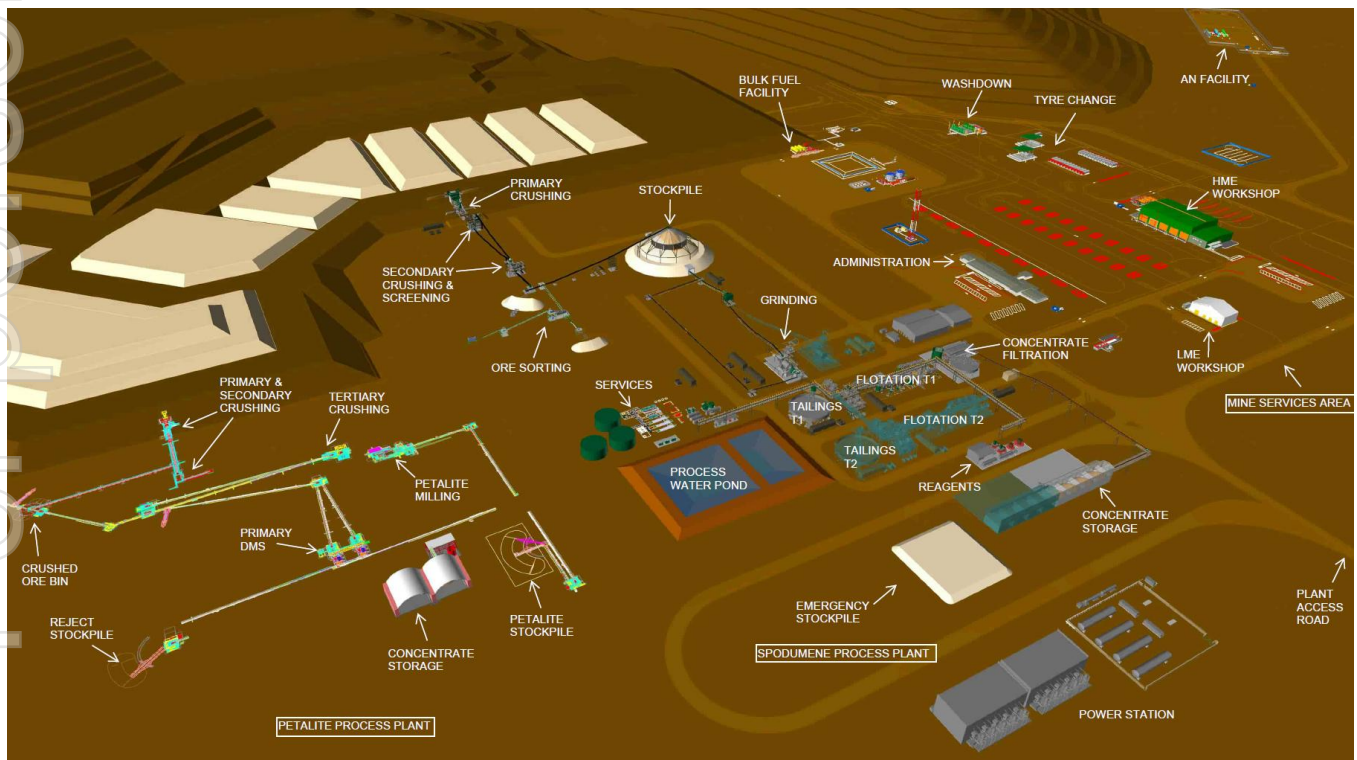 AN FACILITY
BULK FUEL
FACILITY
WASHDOWN
TYRE CHANGE
PRIMARY
CRUSHING
STOCKPILE
HME
WORKSHOP
SECONDARY
CRUSHING &
SCREENING
ADMINISTRATION
GRINDING
ORE SORTING
CONCENTRATE
FILTRATION
LME
WORKSHOP
MINE SERVICES AREA
PRIMARY &
SECONDARY
CRUSHING
TERTIARY
CRUSHING
SERVICES
FLOTATION T1
TAILINGS
T1
FLOTATION T2
TAILINGS
T2
PROCESS
WATER POND
REAGENTS
PETALITE
MILLING
CONCENTRATE
STORAGE
PRIMARY
DMS
CRUSHED
ORE BIN
EMERGENCY
STOCKPILE
PLANT
ACCESS
ROAD
REJECT
STOCKPILE
CONCENTRATE
STORAGE
PETALITE
STOCKPILE
SPODUMENE PROCESS PLANT
POWER STATION
PETALITE PROCESS PLANT